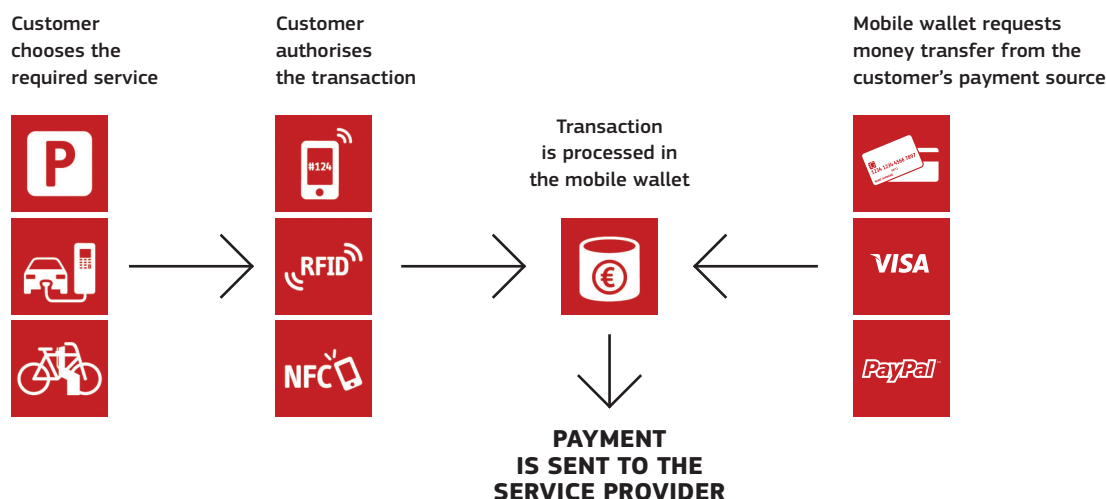 Customer
chooses the
required service
Customer
authorises
the transaction
Mobile wallet requests
money transfer from the
customer's payment source
Transaction
is processed in
the mobile wallet
P
#124
RFID
NFC
€
VISA
PayPal
PAYMENT
IS SENT TO THE
SERVICE PROVIDER